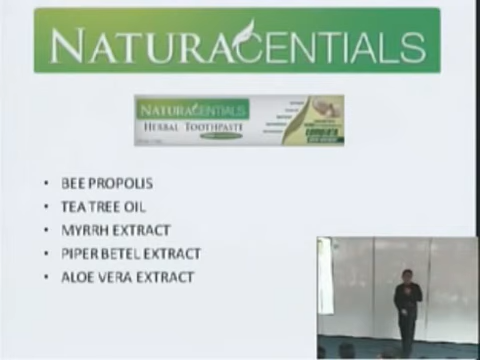 NATURACENTIALS
NATURACENTIALS
HERBAL TOOTHPASTE
• BEE PROPOLIS
• TEA TREE OIL
• MYRRH EXTRACT
• PIPER BETEL EXTRACT
• ALOE VERA EXTRACT